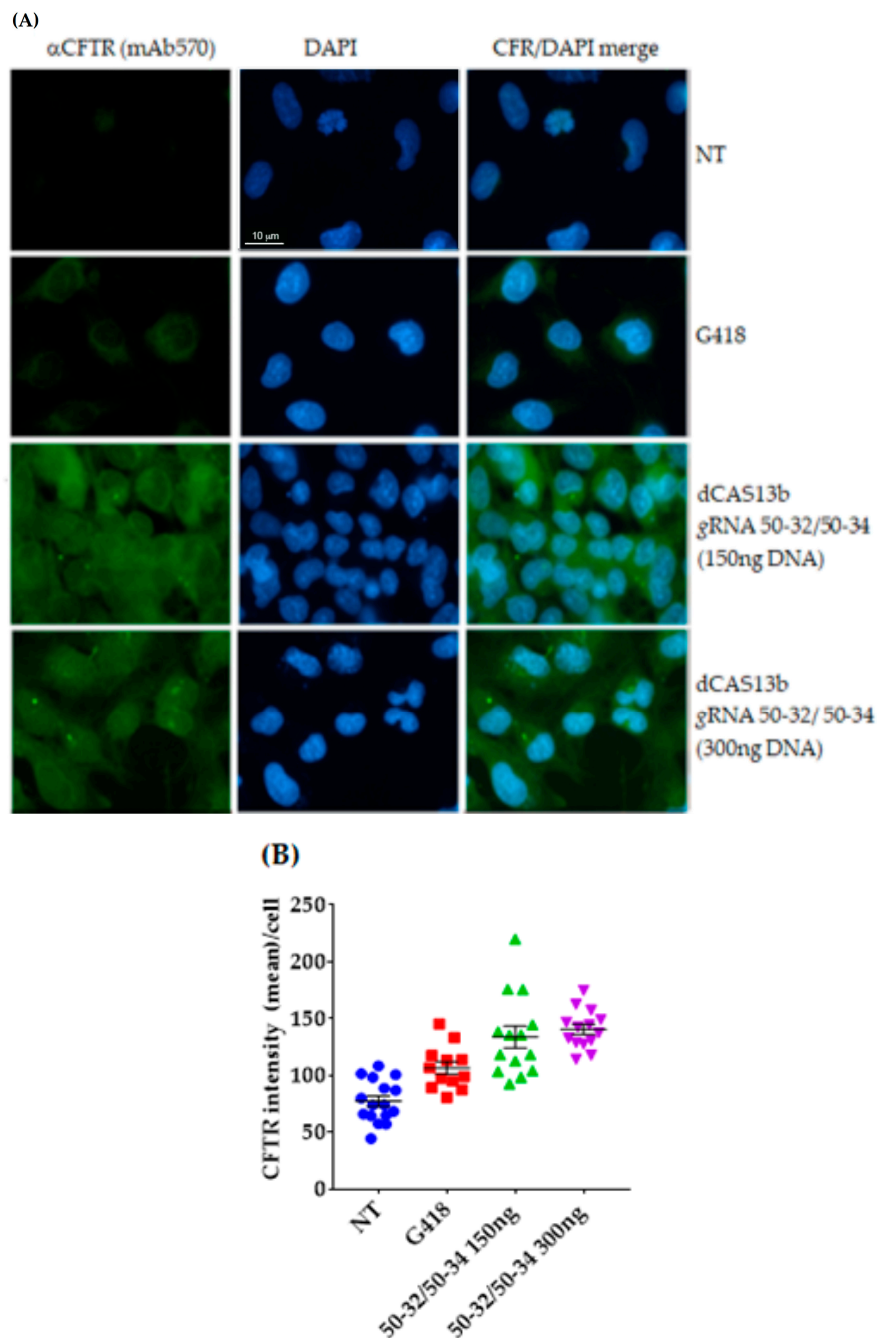 (A)
αCFTR (mAb570) DAPI CFR/DAPI merge
NT
10 μm
G418
dCAS13b
gRNA 50-32/50-34
(150ng DNA)
dCAS13b
gRNA 50-32/ 50-34
(300ng DNA)
(B)
CFTR intensity (mean)/cell
250
200
150
100
50
0
NT
G418
50-32/50-34 150ng
50-32/50-34 300ng